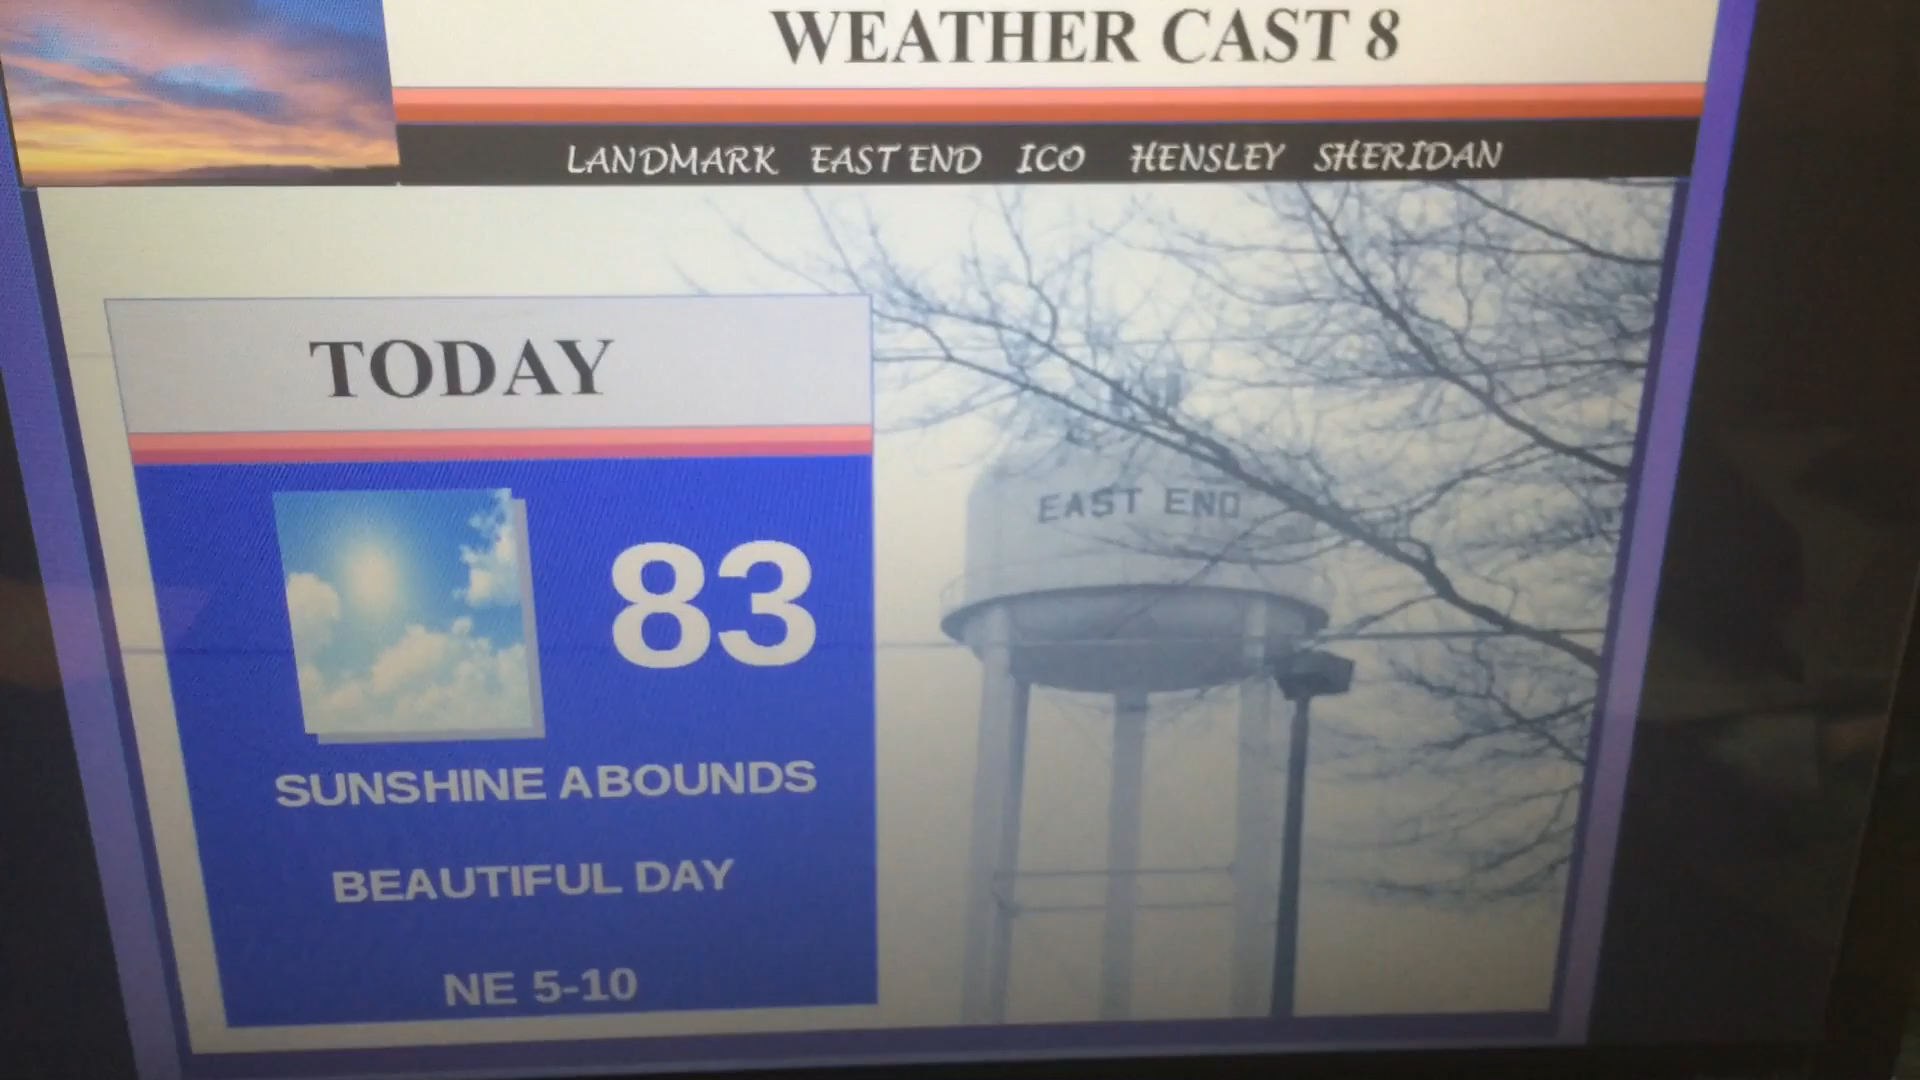 WEATHER CAST 8
LANDMARK EAST END ICO HENSLEY SHERIDAN
TODAY
EAST END
83
SUNSHINE ABOUNDS
BEAUTIFUL DAY
NE 5-10